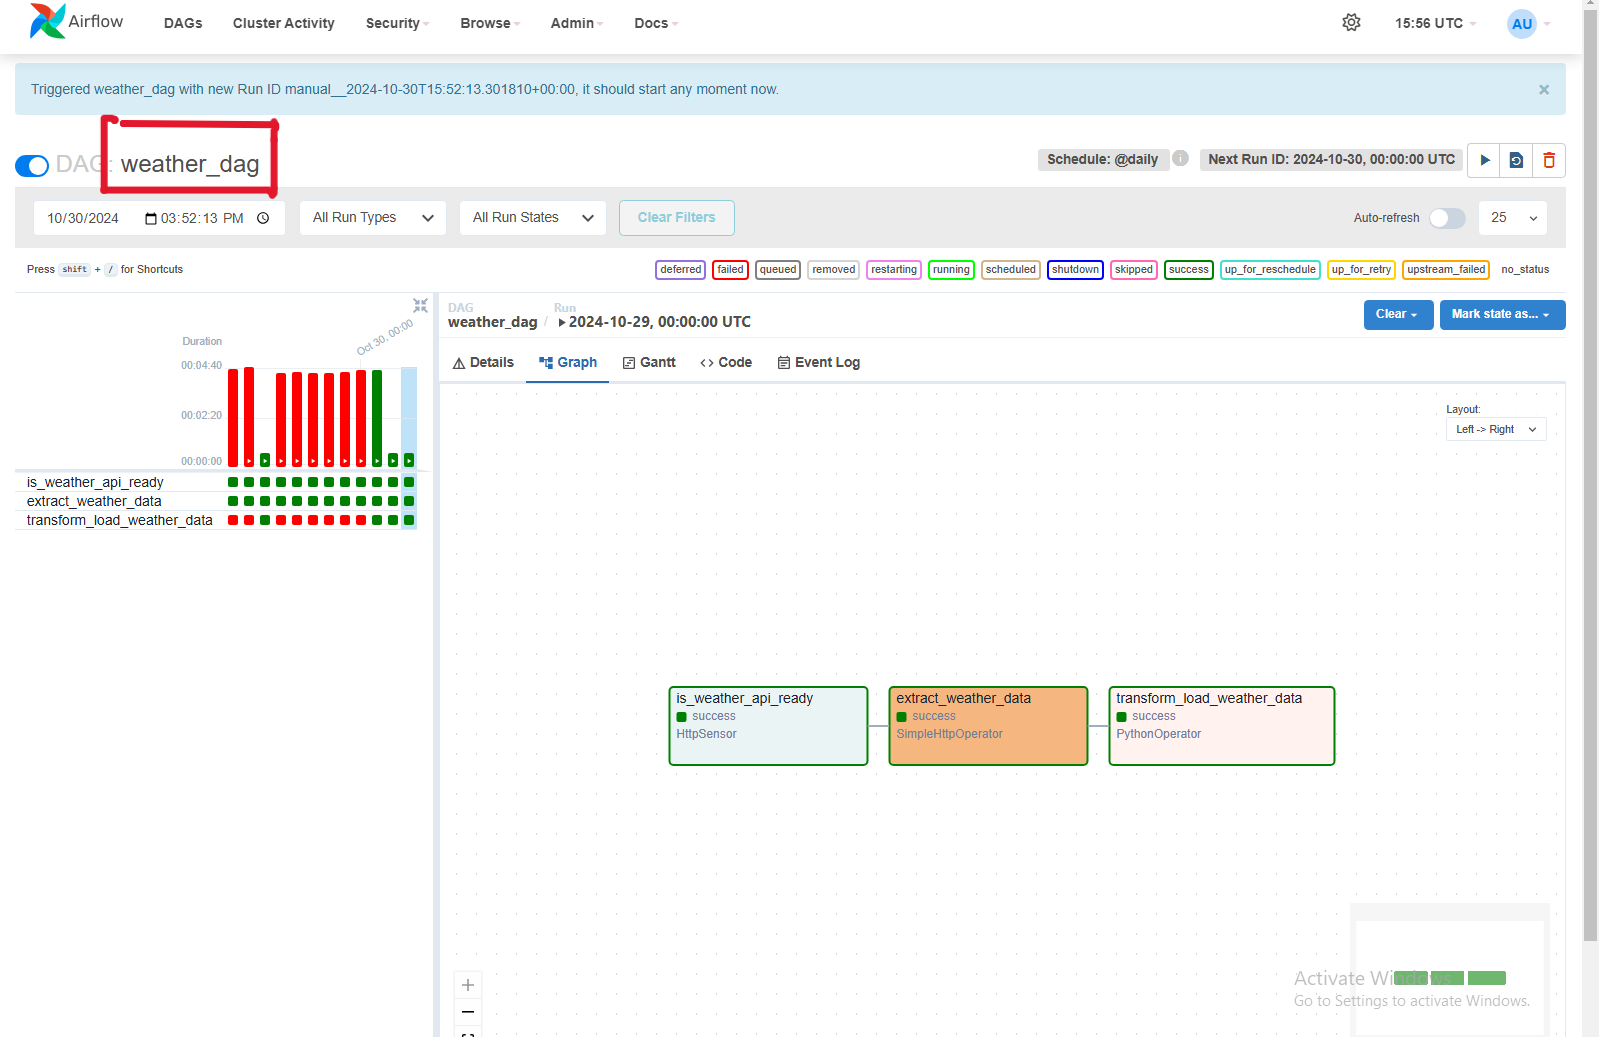 Airflow DAGs Cluster Activity Security Browse Admin Docs 15:56 UTC AU
Triggered weather_dag with new Run ID manual__2024-10-30T15:52:13.301810+00:00, it should start any moment now. ×
DAG: weather_dag Schedule: @daily i Next Run ID: 2024-10-30, 00:00:00 UTC
10/30/2024 03:52:13 PM All Run Types All Run States Clear Filters Auto-refresh 25
Press shift + / for Shortcuts deferred failed queued removed restarting running scheduled shutdown skipped success up_for_reschedule up_for_retry upstream_failed no_status
DAG Run
weather_dag / 2024-10-29, 00:00:00 UTC Clear Mark state as...
Oct 30, 00:00
Duration
00:04:40
00:02:20
00:00:00
is_weather_api_ready
extract_weather_data
transform_load_weather_data
Details Graph Gantt Code Event Log
Layout:
Left -> Right
is_weather_api_ready
success
HttpSensor
extract_weather_data
success
SimpleHttpOperator
transform_load_weather_data
success
PythonOperator
Activate Windows
Go to Settings to activate Windows.